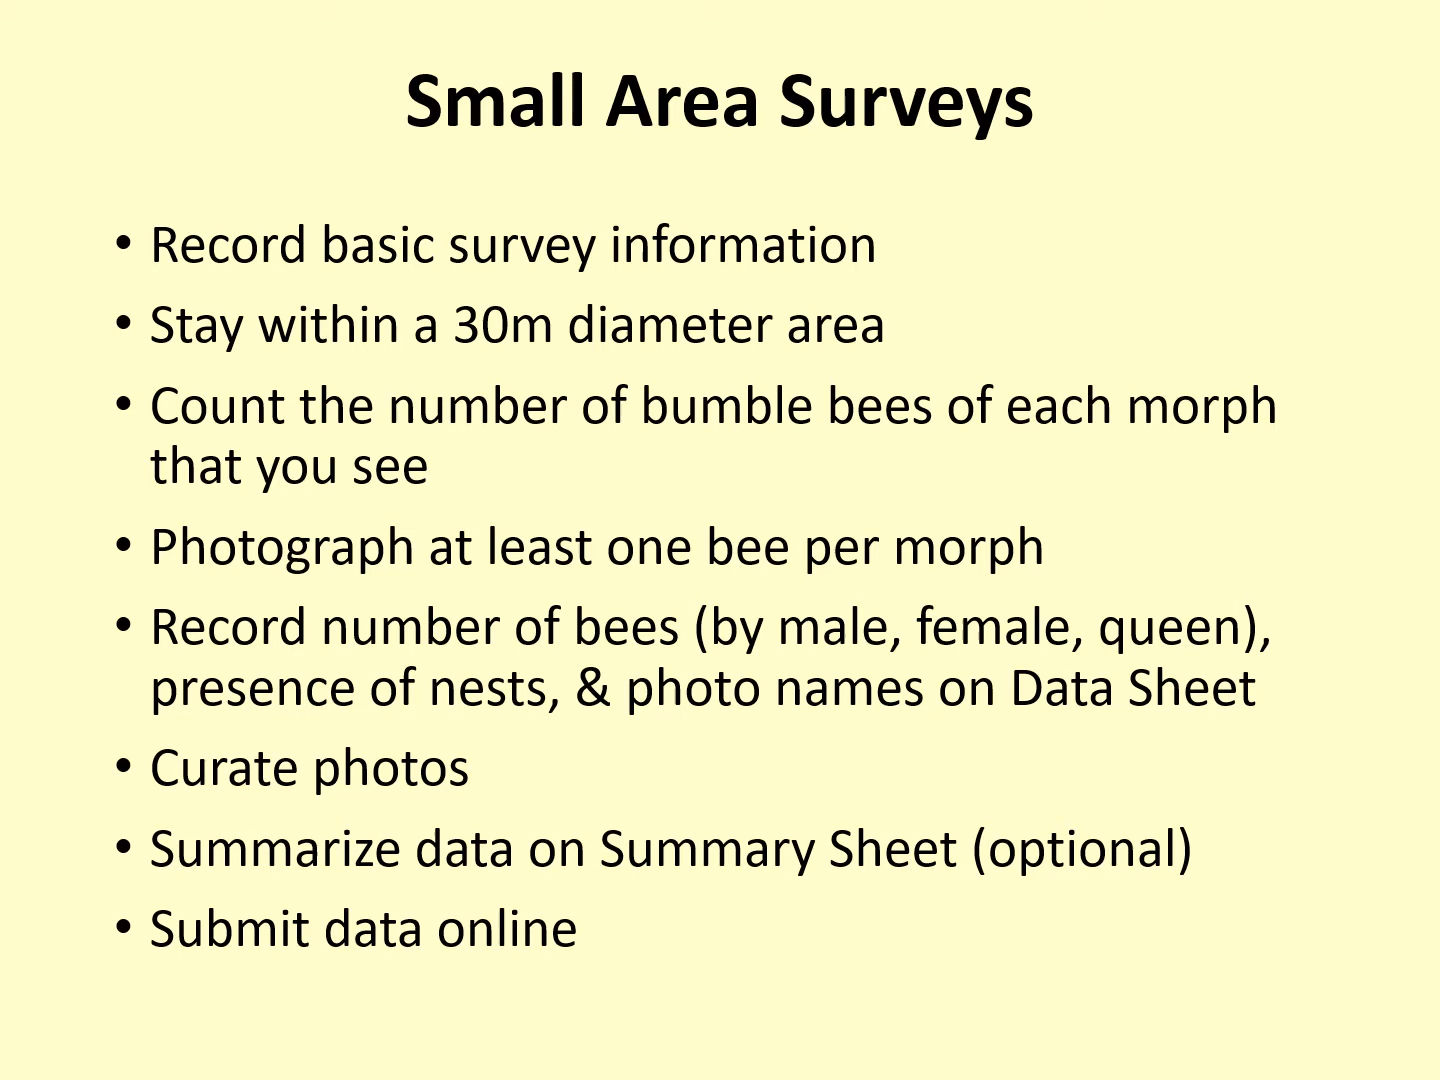 Small Area Surveys
• Record basic survey information
• Stay within a 30m diameter area
• Count the number of bumble bees of each morph
that you see
• Photograph at least one bee per morph
• Record number of bees (by male, female, queen),
presence of nests, & photo names on Data Sheet
• Curate photos
• Summarize data on Summary Sheet (optional)
• Submit data online